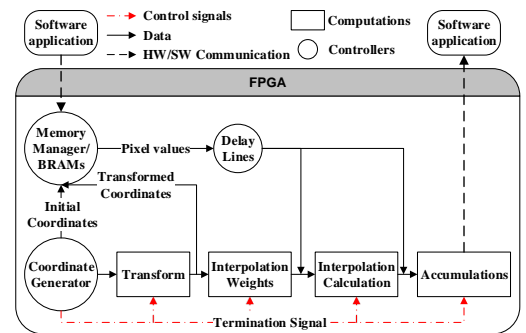 Software
application
Control signals
Data
HW/SW Communication
Computations
Controllers
Software
application
FPGA
Memory
Manager/
BRAMs
Pixel values
Delay
Lines
Transformed
Coordinates
Initial
Coordinates
Coordinate
Generator
Transform
Interpolation
Weights
Interpolation
Calculation
Accumulations
Termination Signal